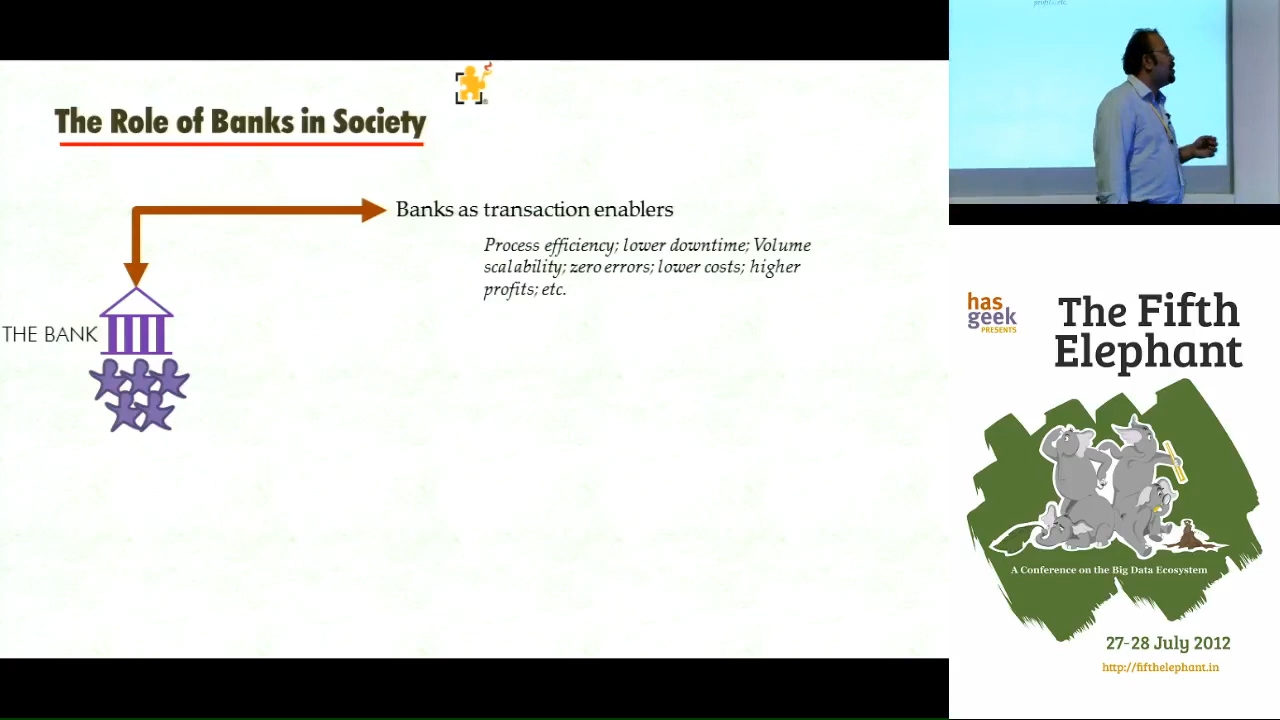 The Role of Banks in Society
Banks as transaction enablers
Process efficiency; lower downtime; Volume
scalability; zero errors; lower costs; higher
profits; etc.
THE BANK
profits; etc.
has
geek
PRESENTS
The Fifth
Elephant
A Conference on the Big Data Ecosystem
27-28 July 2012
http://fifthelephant.in